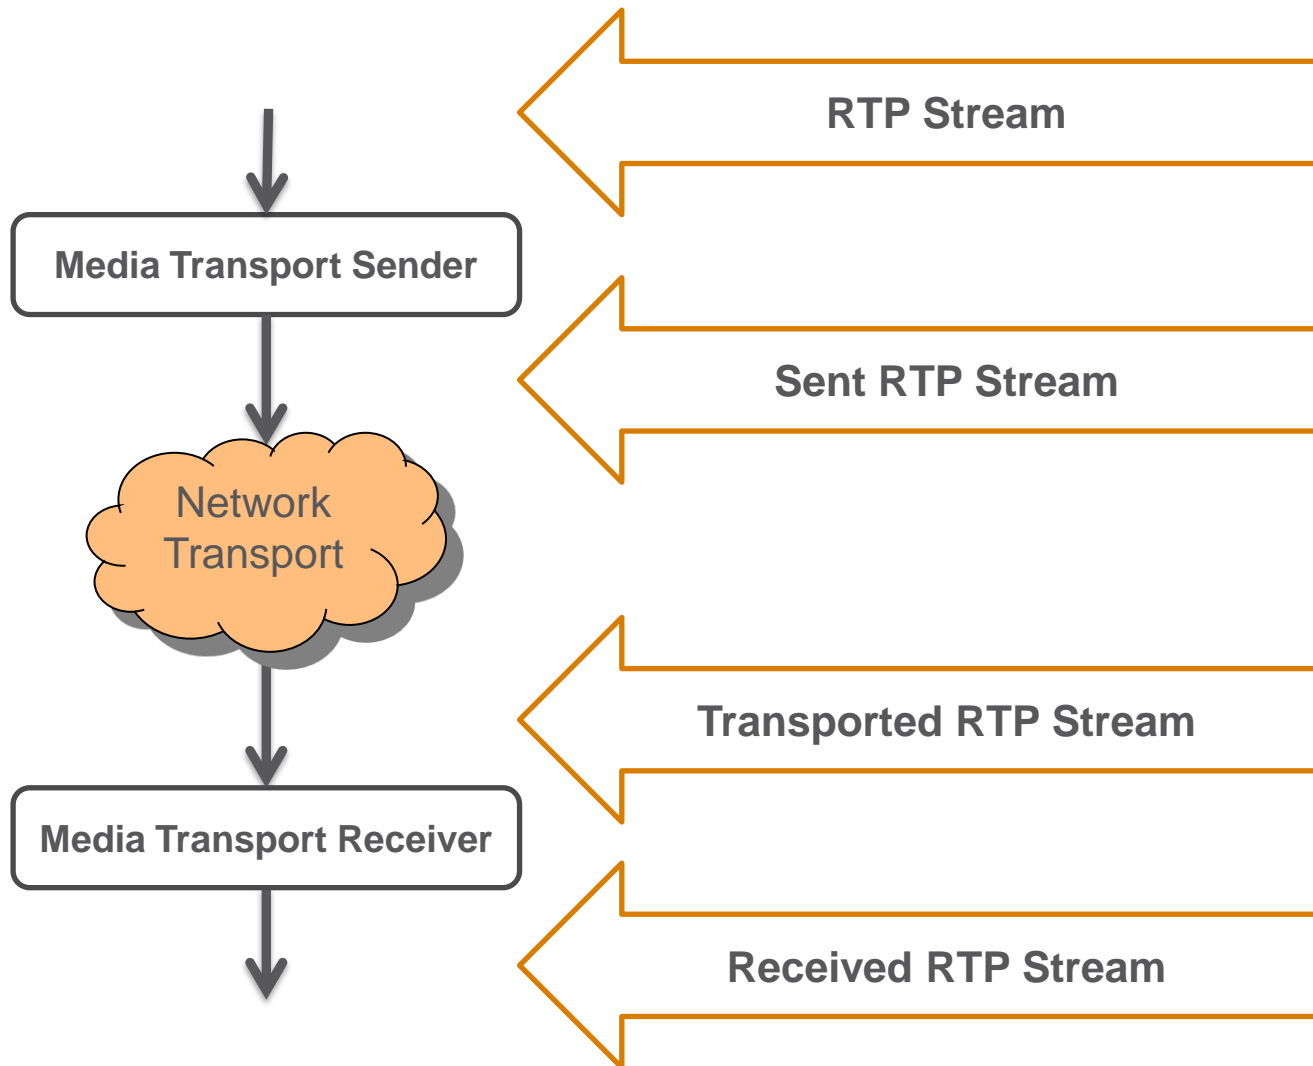 RTP Stream
Media Transport Sender
Sent RTP Stream
Network
Transport
Transported RTP Stream
Media Transport Receiver
Received RTP Stream